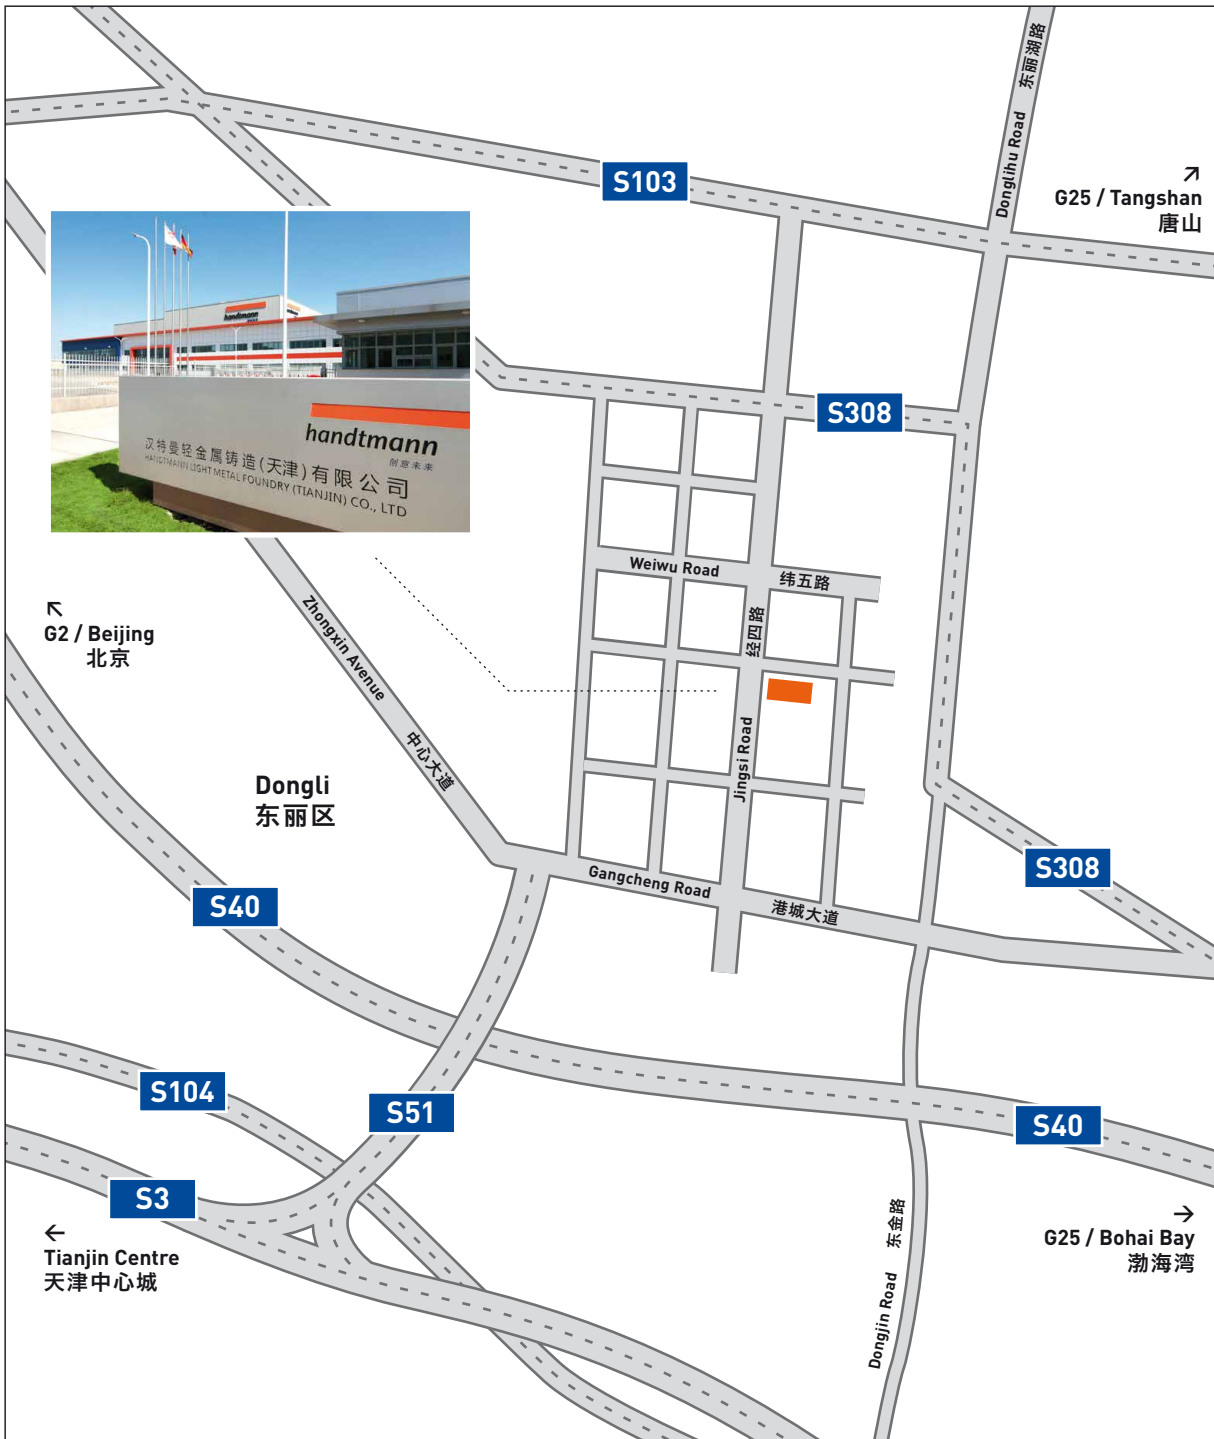 东丽湖路
Donglihu Road
S103
G25 / Tangshan
唐山
handtmann
handtmann
创意未来
汉特曼轻金属铸造(天津)有限公司
HANDTMANN LIGHT METAL FOUNDRY (TIANJIN) CO., LTD
S308
Weiwu Road
纬五路
G2 / Beijing
北京
Zhongxin Avenue
中心大道
经四路
Jingsi Road
Dongli
东丽区
S308
Gangcheng Road
港城大道
S40
S104
S51
S40
S3
Tianjin Centre
天津中心城
东金路
Dongjin Road
G25 / Bohai Bay
渤海湾